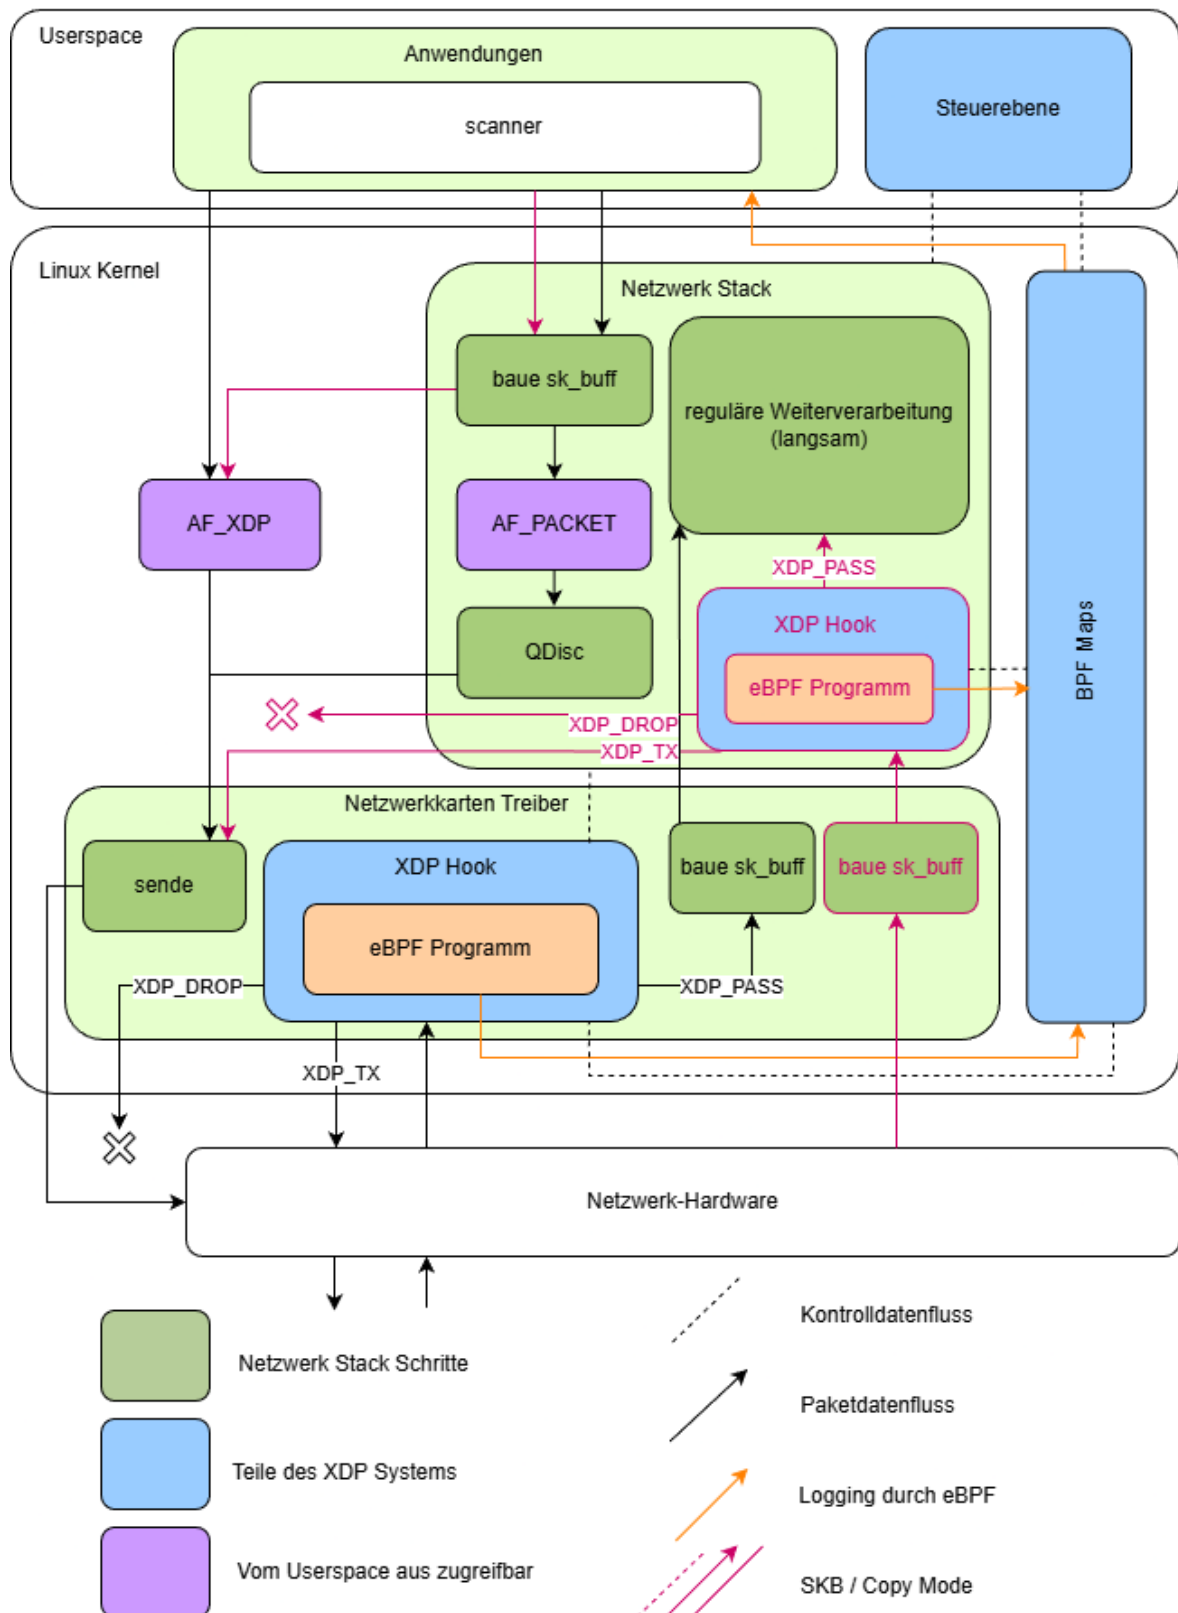 Userspace
Anwendungen
scanner
Steuerebene
Linux Kernel
Netzwerk Stack
baue sk_buff
reguläre Weiterverarbeitung
(langsam)
AF_XDP
AF_PACKET
XDP_PASS
XDP Hook
QDisc
eBPF Programm
BPF Maps
XDP_DROP
XDP_TX
Netzwerkkarten Treiber
sende
XDP Hook
baue sk_buff
baue sk_buff
eBPF Programm
XDP_DROP
XDP_PASS
XDP_TX
Netzwerk-Hardware
Netzwerk Stack Schritte
Teile des XDP Systems
Vom Userspace aus zugreifbar
Kontrolldatenfluss
Paketdatenfluss
Logging durch eBPF
SKB / Copy Mode